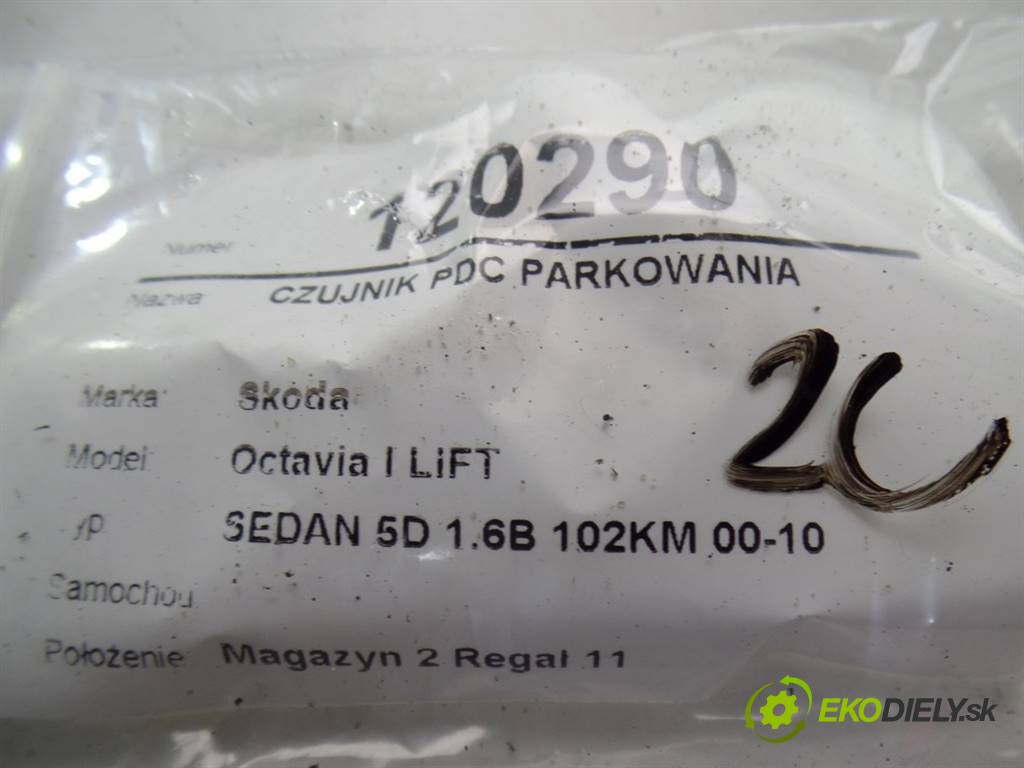 Numer 120290
Nazwa CZUJNIK PDC PARKOWANIA
Marka: Skoda
Model: Octavia I LiFT
yp SEDAN 5D 1.6B 102KM 00-10
Samochod
Położenie Magazyn 2 Regał 11
EKODIELY.sk